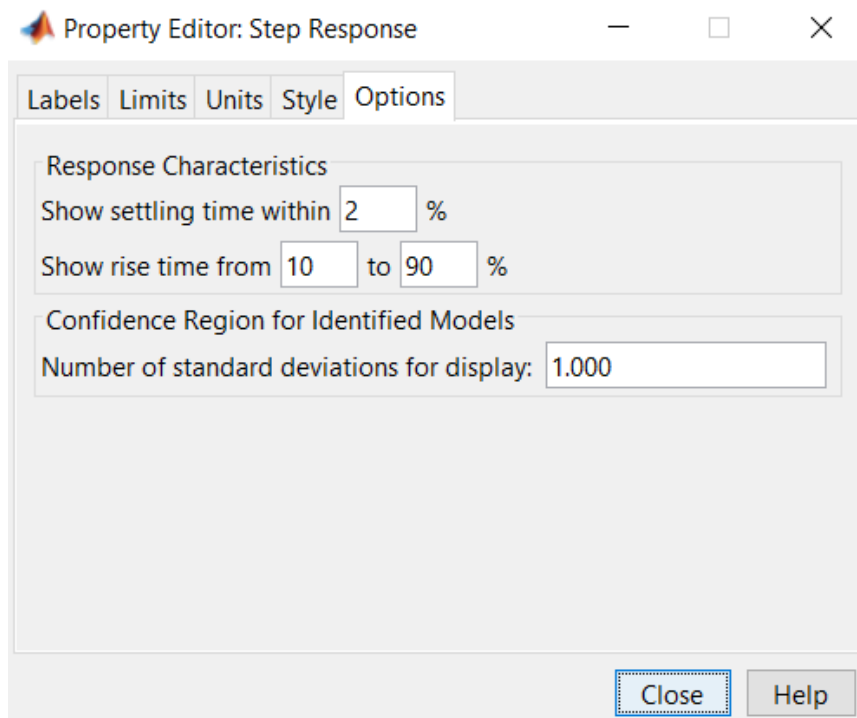 Property Editor: Step Response
Labels Limits Units Style Options
Response Characteristics
Show settling time within 2 %
Show rise time from 10 to 90 %
Confidence Region for Identified Models
Number of standard deviations for display: 1.000
Close Help